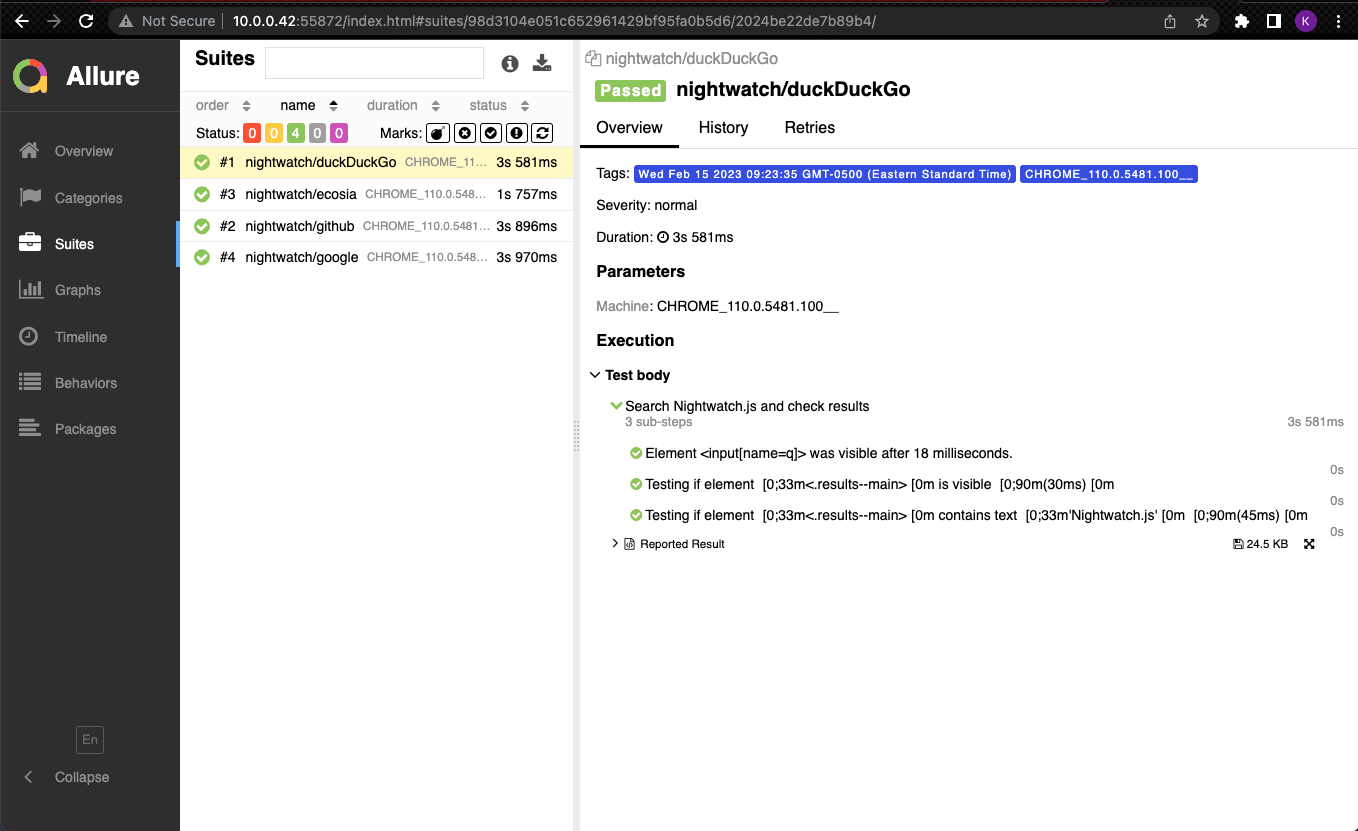 Not Secure
10.0.0.42:55872/index.html#suites/98d3104e051c652961429bf95fa0b5d6/2024be22de7b89b4/
K
Allure
Overview
Categories
Suites
Graphs
Timeline
Behaviors
Packages
En
Collapse
Suites
order name duration status
Status: 0 0 4 0 0 Marks:
#1 nightwatch/duckDuckGo CHROME_11... 3s 581ms
#3 nightwatch/ecosia CHROME_110.0.548... 1s 757ms
#2 nightwatch/github CHROME_110.0.5481... 3s 896ms
#4 nightwatch/google CHROME_110.0.548... 3s 970ms
nightwatch/duckDuckGo
Passed nightwatch/duckDuckGo
Overview History Retries
Tags: Wed Feb 15 2023 09:23:35 GMT-0500 (Eastern Standard Time) CHROME_110.0.5481.100__
Severity: normal
Duration: 3s 581ms
Parameters
Machine: CHROME_110.0.5481.100__
Execution
Test body
Search Nightwatch.js and check results
3 sub-steps 3s 581ms
Element <input[name=q]> was visible after 18 milliseconds.
0s
Testing if element [0;33m<.results--main> [0m is visible [0;90m(30ms) [0m
0s
Testing if element [0;33m<.results--main> [0m contains text [0;33m'Nightwatch.js' [0m [0;90m(45ms) [0m
0s
Reported Result 24.5 KB